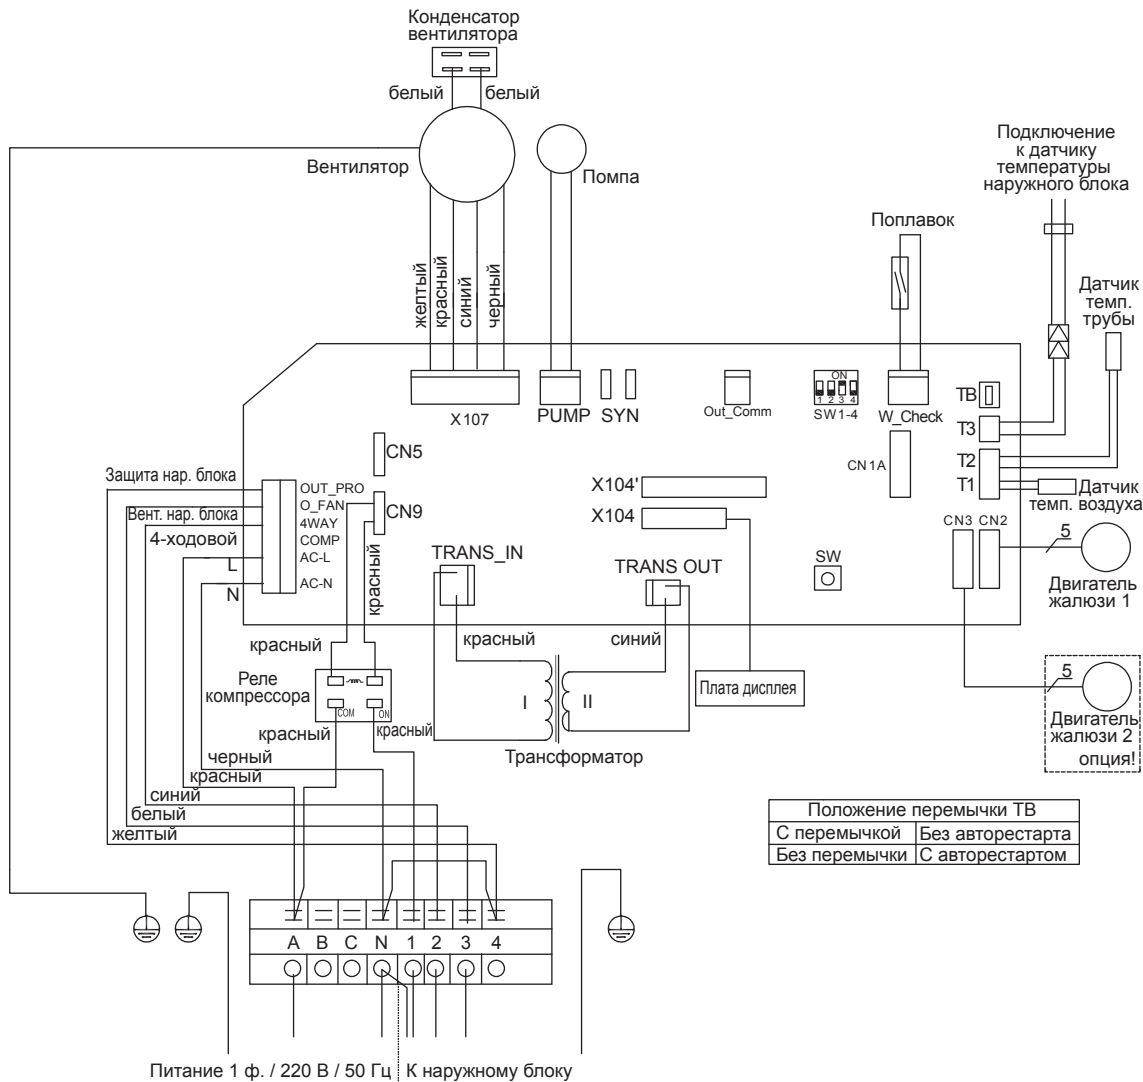 Конденсатор
вентилятора
белый
белый
Вентилятор
Помпа
Подключение
к датчику
температуры
наружного блока
Поплавок
Датчик
темп.
трубы
желтый
красный
синий
черный
X107
PUMP
SYN
Out_Comm
ON
1 2 3 4
SW1-4
W_Check
TB
T3
T2
T1
CN5
CN1A
Защита нар. блока
OUT_PRO
X104'
Датчик
темп. воздуха
O_FAN
CN9
Вент. нар. блока
4WAY
X104
CN3
CN2
4-ходовой
COMP
L
AC-L
TRANS_IN
TRANS OUT
SW
5
N
AC-N
красный
Двигатель
жалюзи 1
красный
красный
синий
Реле
компрессора
COM
ON
I
II
Плата дисплея
5
Двигатель
жалюзи 2
опция!
красный
красный
Трансформатор
черный
красный
синий
белый
желтый
Положение перемычки ТВ
С перемычкой
Без авторестарта
Без перемычки
С авторестартом
A B C N 1 2 3 4
Питание 1 ф. / 220 В / 50 Гц
К наружному блоку